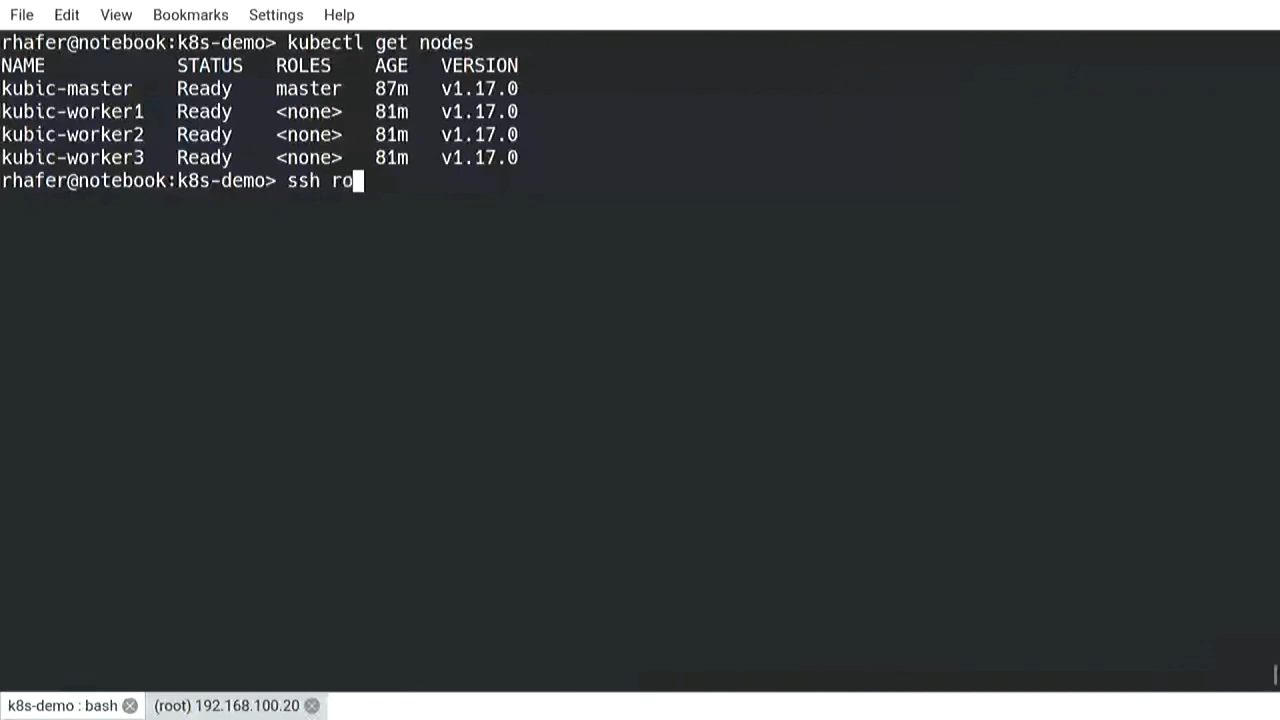 File Edit View Bookmarks Settings Help
rhafer@notebook:k8s-demo> kubectl get nodes
NAME STATUS ROLES AGE VERSION
kubic-master Ready master 87m v1.17.0
kubic-worker1 Ready <none> 81m v1.17.0
kubic-worker2 Ready <none> 81m v1.17.0
kubic-worker3 Ready <none> 81m v1.17.0
rhafer@notebook:k8s-demo> ssh ro
k8s-demo : bash (root) 192.168.100.20